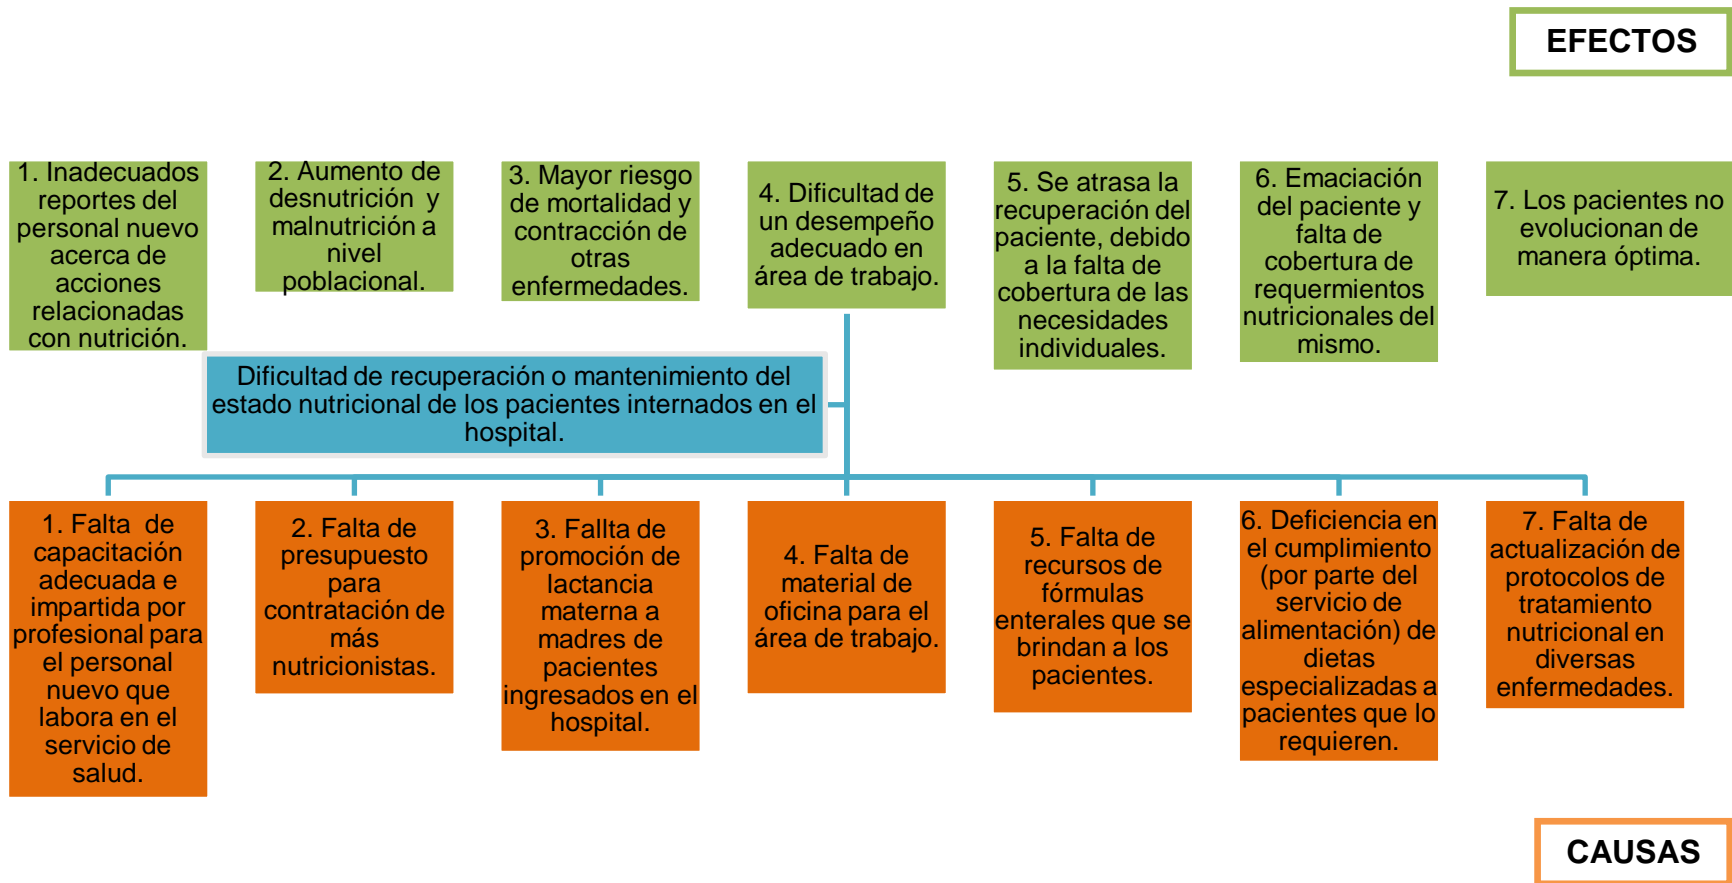 EFECTOS
1. Inadecuados
reportes del
personal nuevo
acerca de
acciones
relacionadas
con nutrición.
2. Aumento de
desnutrición y
malnutrición a
nivel
poblacional.
3. Mayor riesgo
de mortalidad y
contracción de
otras
enfermedades.
4. Dificultad de
un desempeño
adecuado en
área de trabajo.
5. Se atrasa la
recuperación del
paciente, debido
a la falta de
cobertura de las
necesidades
individuales.
6. Emaciación
del paciente y
falta de
cobertura de
requermientos
nutricionales del
mismo.
7. Los pacientes no
evolucionan de
manera óptima.
Dificultad de recuperación o mantenimiento del
estado nutricional de los pacientes internados en el
hospital.
1. Falta de
capacitación
adecuada e
impartida por
profesional para
el personal
nuevo que
labora en el
servicio de
salud.
2. Falta de
presupuesto
para
contratación de
más
nutricionistas.
3. Fallta de
promoción de
lactancia
materna a
madres de
pacientes
ingresados en el
hospital.
4. Falta de
material de
oficina para el
área de trabajo.
5. Falta de
recursos de
fórmulas
enterales que se
brindan a los
pacientes.
6. Deficiencia en
el cumplimiento
(por parte del
servicio de
alimentación) de
dietas
especializadas a
pacientes que lo
requieren.
7. Falta de
actualización de
protocolos de
tratamiento
nutricional en
diversas
enfermedades.
CAUSAS